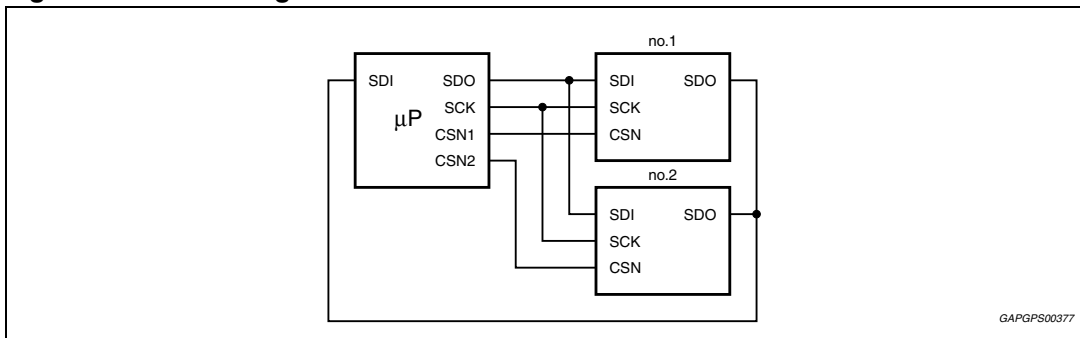 no.1
SDI
SDO
SCK
CSN1
CSN2
µP
SDI
SDO
SCK
CSN
no.2
SDI
SDO
SCK
CSN
GAPGPS00377